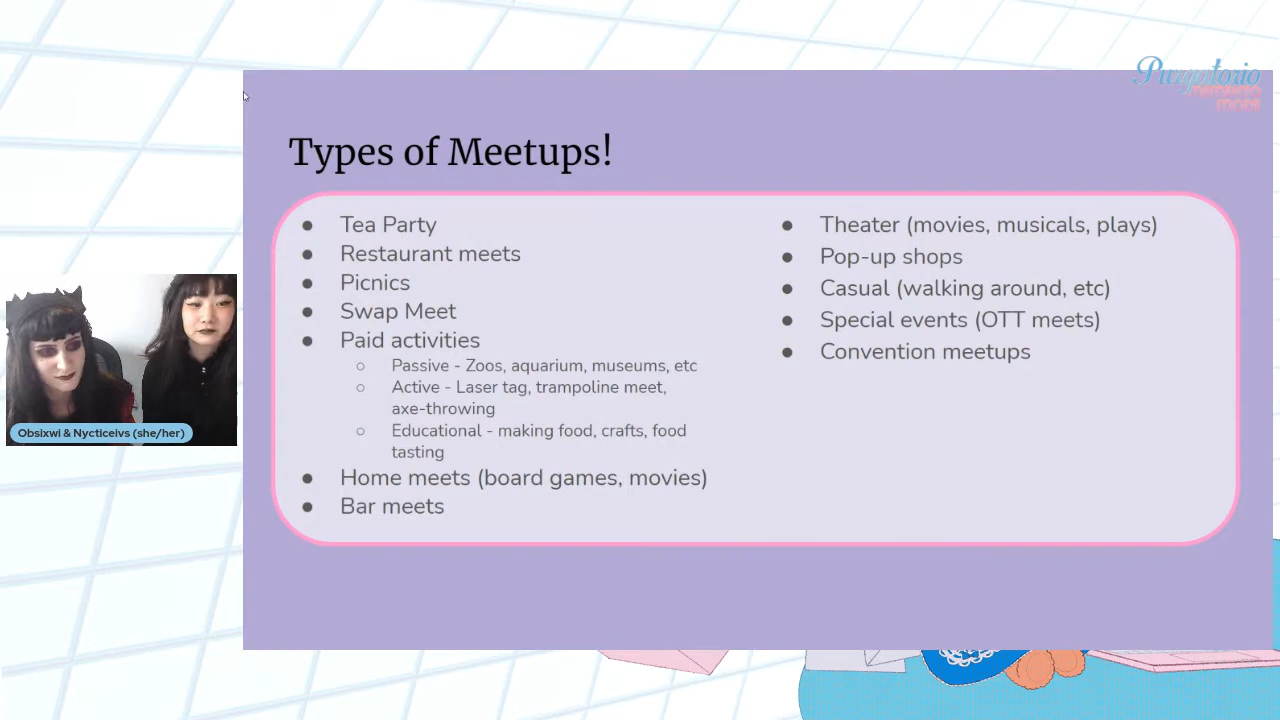 Purgatorio
MEMENTO
MORI
Types of Meetups!
● Tea Party
● Restaurant meets
● Picnics
● Swap Meet
● Paid activities
○ Passive - Zoos, aquarium, museums, etc
○ Active - Laser tag, trampoline meet,
axe-throwing
○ Educational - making food, crafts, food
tasting
● Home meets (board games, movies)
● Bar meets
● Theater (movies, musicals, plays)
● Pop-up shops
● Casual (walking around, etc)
● Special events (OTT meets)
● Convention meetups
Obsixwi & Nycticeivs (she/her)